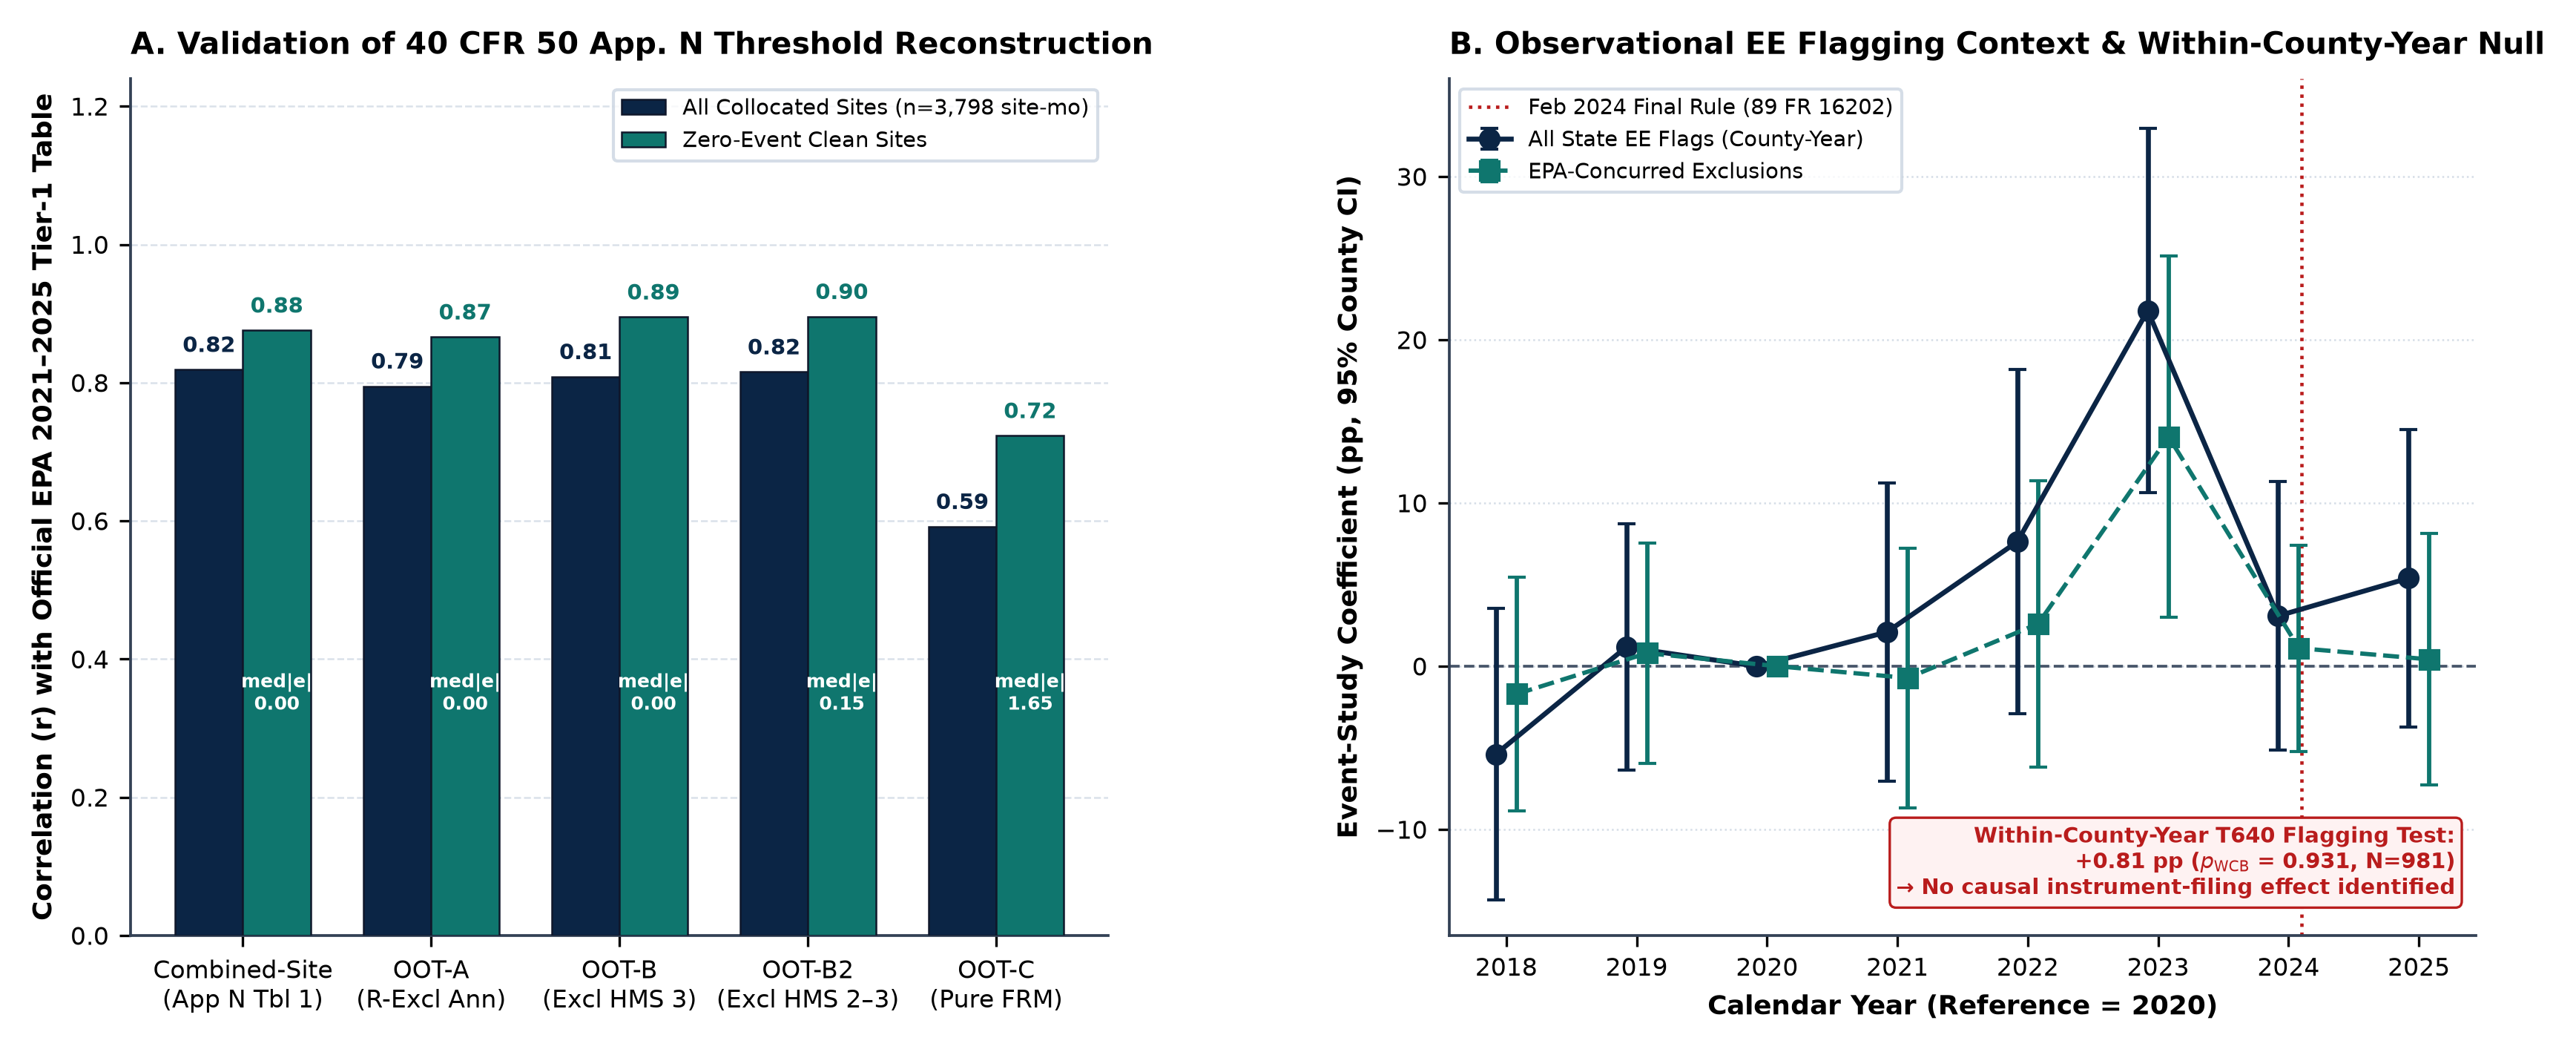 A. Validation of 40 CFR 50 App. N Threshold Reconstruction
Correlation (r) with Official EPA 2021–2025 Tier-1 Table
1.2
1.0
0.8
0.6
0.4
0.2
0.0
All Collocated Sites (n=3,798 site-mo)
Zero-Event Clean Sites
0.82
0.88
0.79
0.87
0.81
0.89
0.82
0.90
0.59
0.72
med|e|
0.00
med|e|
0.00
med|e|
0.00
med|e|
0.15
med|e|
1.65
Combined-Site
(App N Tbl 1)
OOT-A
(R-Excl Ann)
OOT-B
(Excl HMS 3)
OOT-B2
(Excl HMS 2–3)
OOT-C
(Pure FRM)
B. Observational EE Flagging Context & Within-County-Year Null
Event-Study Coefficient (pp, 95% County CI)
30
20
10
0
−10
Feb 2024 Final Rule (89 FR 16202)
All State EE Flags (County-Year)
EPA-Concurred Exclusions
Within-County-Year T640 Flagging Test:
+0.81 pp (pWCB = 0.931, N=981)
→ No causal instrument-filing effect identified
2018
2019
2020
2021
2022
2023
2024
2025
Calendar Year (Reference = 2020)